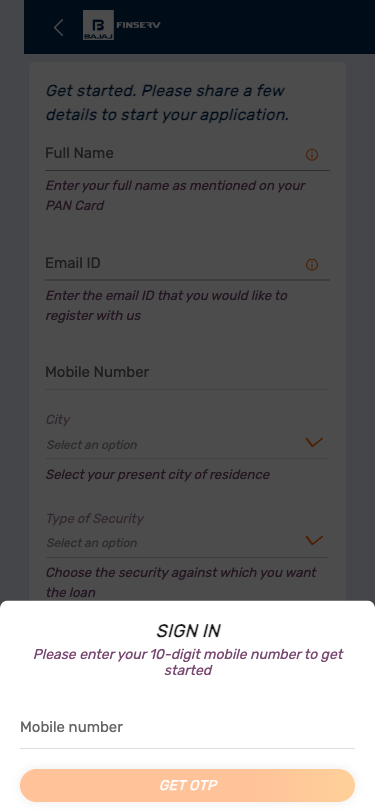 B
BAJAJ
FINSERV
Get started. Please share a few
details to start your application.
Full Name
Enter your full name as mentioned on your
PAN Card
Email ID
Enter the email ID that you would like to
register with us
Mobile Number
City
Select an option
Select your present city of residence
Type of Security
Select an option
Choose the security against which you want
the loan
SIGN IN
Please enter your 10-digit mobile number to get
started
Mobile number
GET OTP